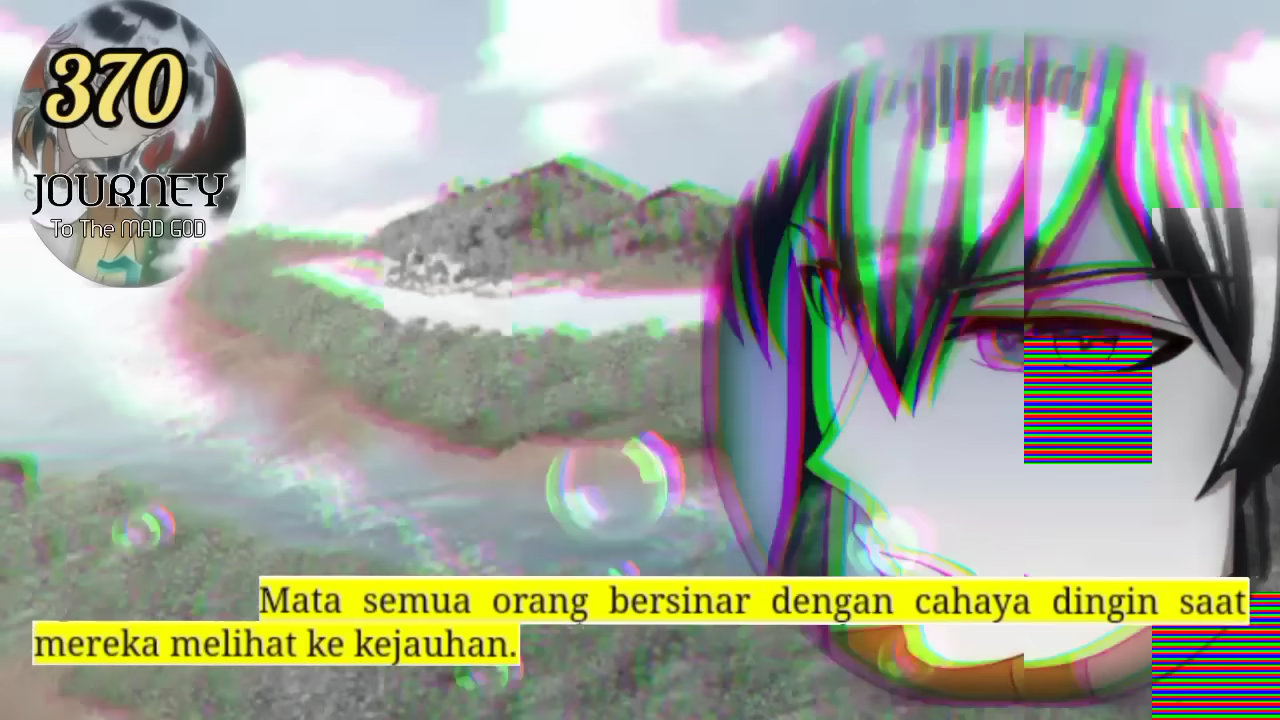 370
JOURNEY
To The MAD GOD
Mata semua orang bersinar dengan cahaya dingin saat
mereka melihat ke kejauhan.